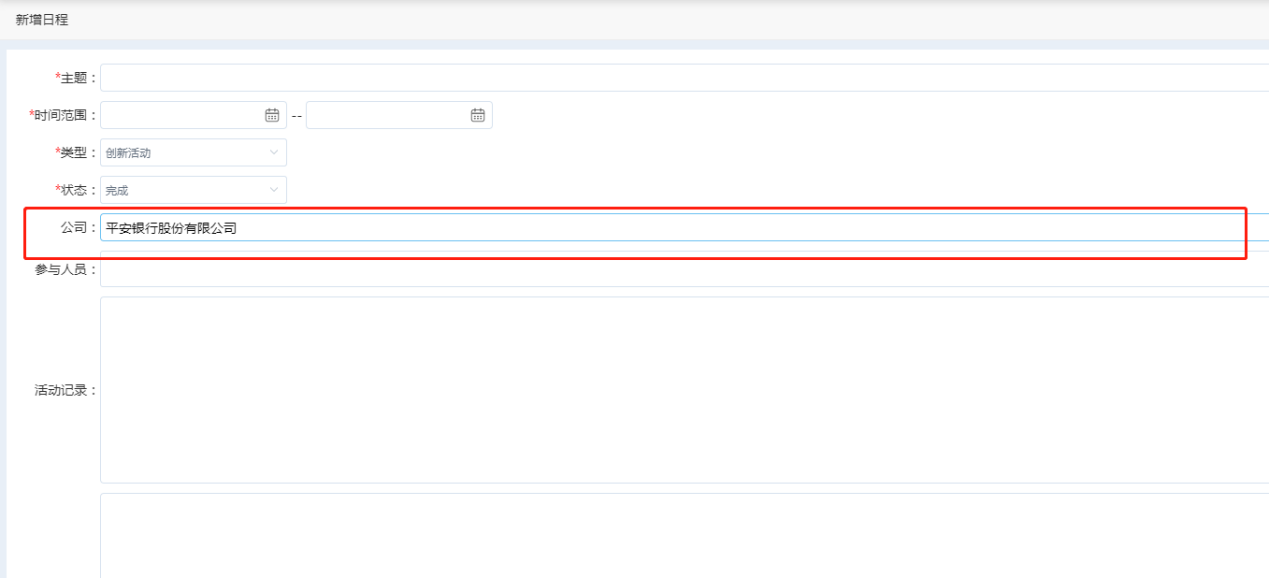 新增日程
*主题：
*时间范围： --
*类型： 创新活动
*状态： 完成
公司： 平安银行股份有限公司
参与人员：
活动记录：